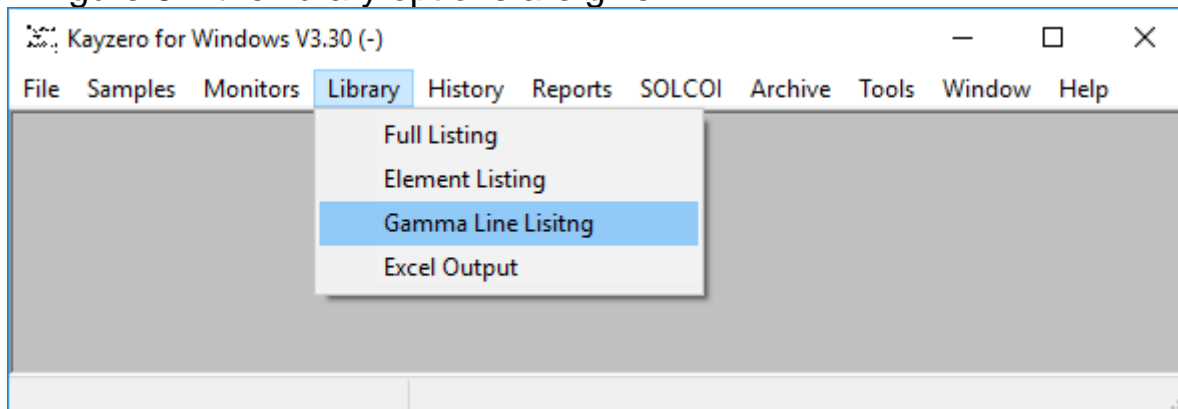 Kayzero for Windows V3.30 (-)
File Samples Monitors Library History Reports SOLCOI Archive Tools Window Help
Full Listing
Element Listing
Gamma Line Lisitng
Excel Output